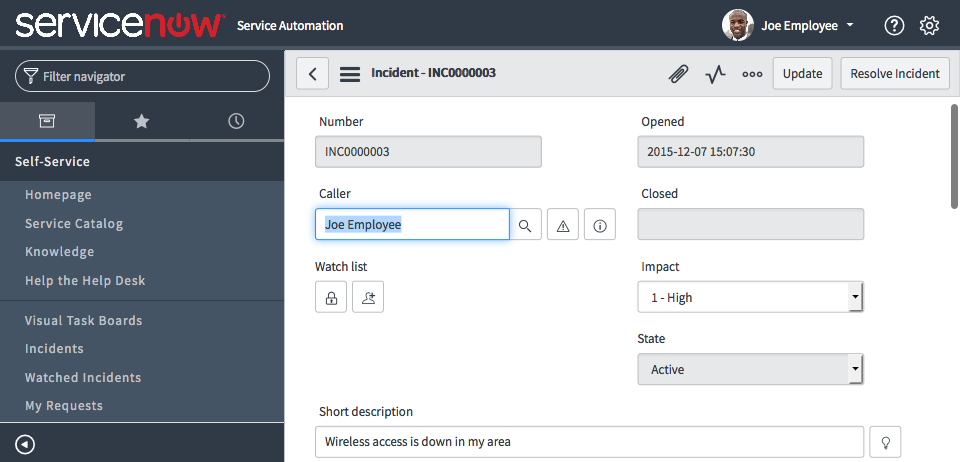 servicenow Service Automation Joe Employee
Filter navigator
Incident - INC0000003 Update Resolve Incident
Self-Service
Homepage
Service Catalog
Knowledge
Help the Help Desk
Visual Task Boards
Incidents
Watched Incidents
My Requests
Number Opened
INC0000003 2015-12-07 15:07:30
Caller Closed
Joe Employee
Watch list Impact
1 - High
State
Active
Short description
Wireless access is down in my area